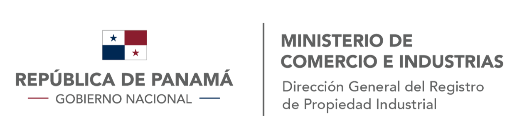 REPÚBLICA DE PANAMÁ
GOBIERNO NACIONAL
MINISTERIO DE
COMERCIO E INDUSTRIAS
Dirección General del Registro
de Propiedad Industrial